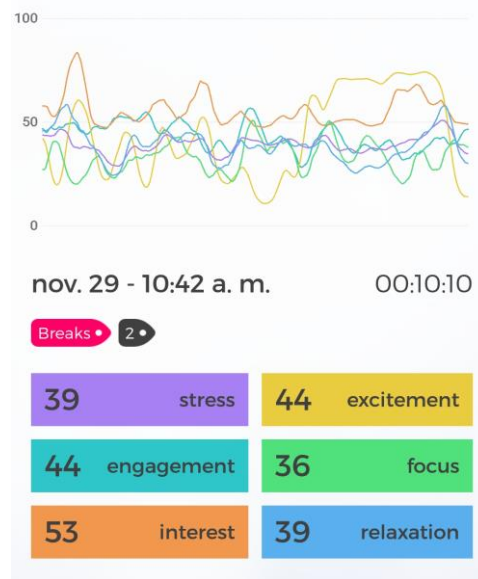 100
50
0
nov. 29 - 10:42 a. m. 00:10:10
Breaks 2
39 stress 44 excitement
44 engagement 36 focus
53 interest 39 relaxation